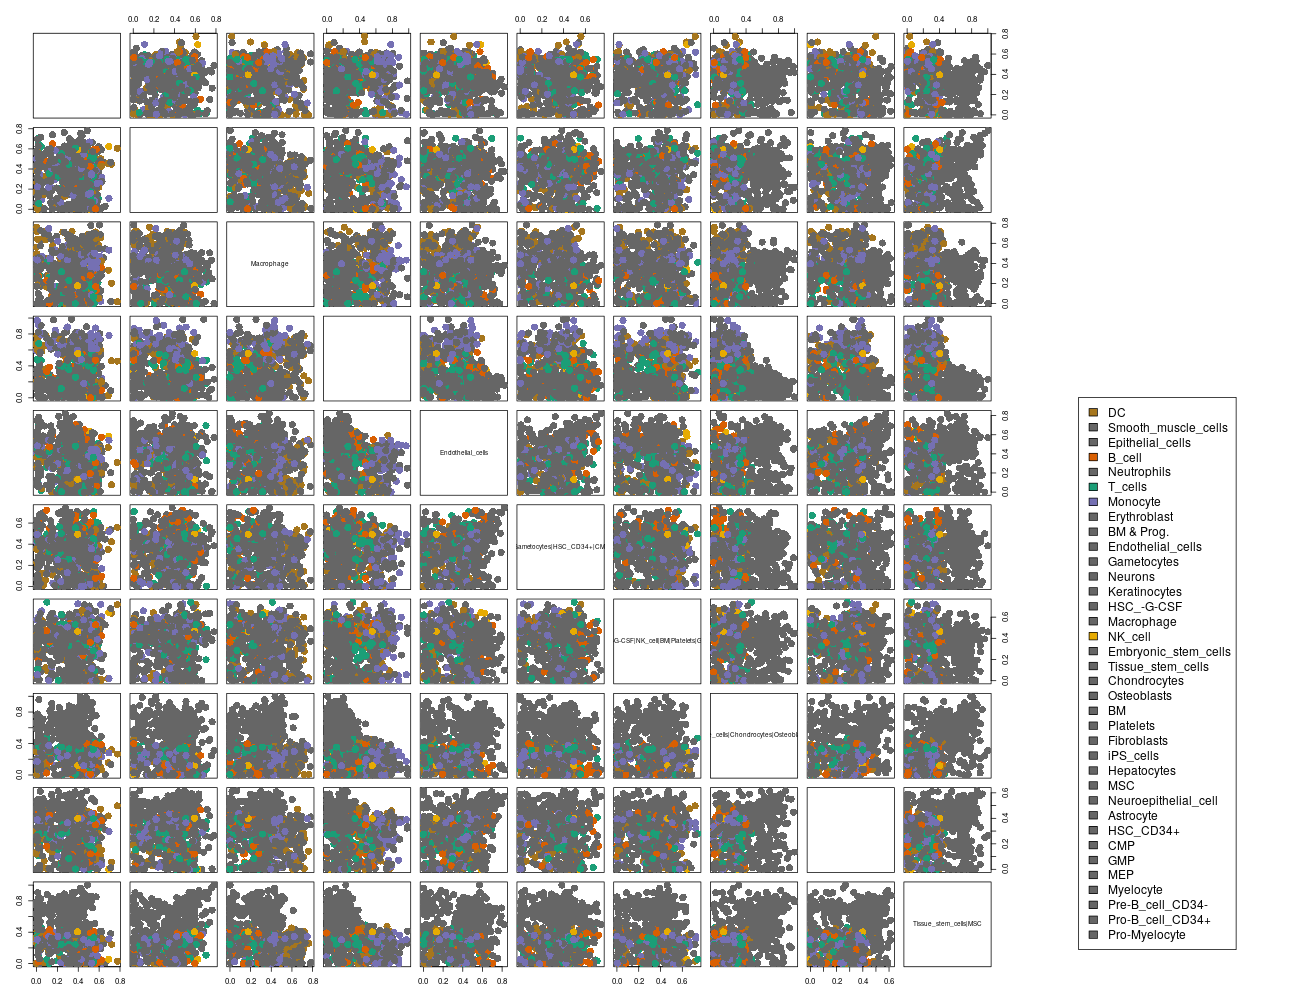 0.4 0.8 0.0 0.2 0.4 0.6 0.0 0.4 0.8 0.0 0.4 0.8
0.0 0.4 0.8
0.0 0.2 0.4 0.6 0.8
0.0 0.2 0.4 0.6 0.8
Macrophage
0.0 0.2 0.4 0.6 0.8
0.0 0.4 0.8
Endothelial_cells
0.0 0.2 0.4 0.6 0.8
0.0 0.2 0.4 0.6
ametocytes|HSC_CD34+|CM
G-CSF|NK_cell|BM|Platelets|C
0.0 0.2 0.4 0.6
0.0 0.4 0.8
_cells|Chondrocytes|Osteobl
0.0 0.2 0.4 0.6
0.0 0.4 0.8
Tissue_stem_cells|MSC
0.0 0.2 0.4 0.6 0.8 0.0 0.2 0.4 0.6 0.8 0.0 0.2 0.4 0.6 0.8 0.0 0.2 0.4 0.6 0.0 0.2 0.4 0.6
DC
Smooth_muscle_cells
Epithelial_cells
B_cell
Neutrophils
T_cells
Monocyte
Erythroblast
BM & Prog.
Endothelial_cells
Gametocytes
Neurons
Keratinocytes
HSC_-G-CSF
Macrophage
NK_cell
Embryonic_stem_cells
Tissue_stem_cells
Chondrocytes
Osteoblasts
BM
Platelets
Fibroblasts
iPS_cells
Hepatocytes
MSC
Neuroepithelial_cell
Astrocyte
HSC_CD34+
CMP
GMP
MEP
Myelocyte
Pre-B_cell_CD34-
Pro-B_cell_CD34+
Pro-Myelocyte